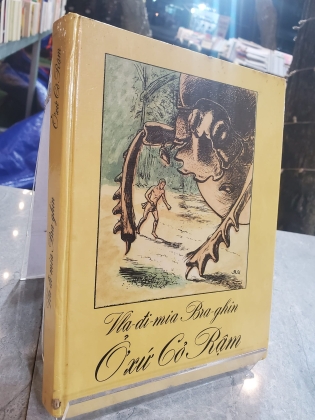 Vla-đi-mia Bra-ghin
Ở xứ Cỏ Rậm
Ở xứ Cỏ Rậm
Vla-đi-mia Bra-ghin